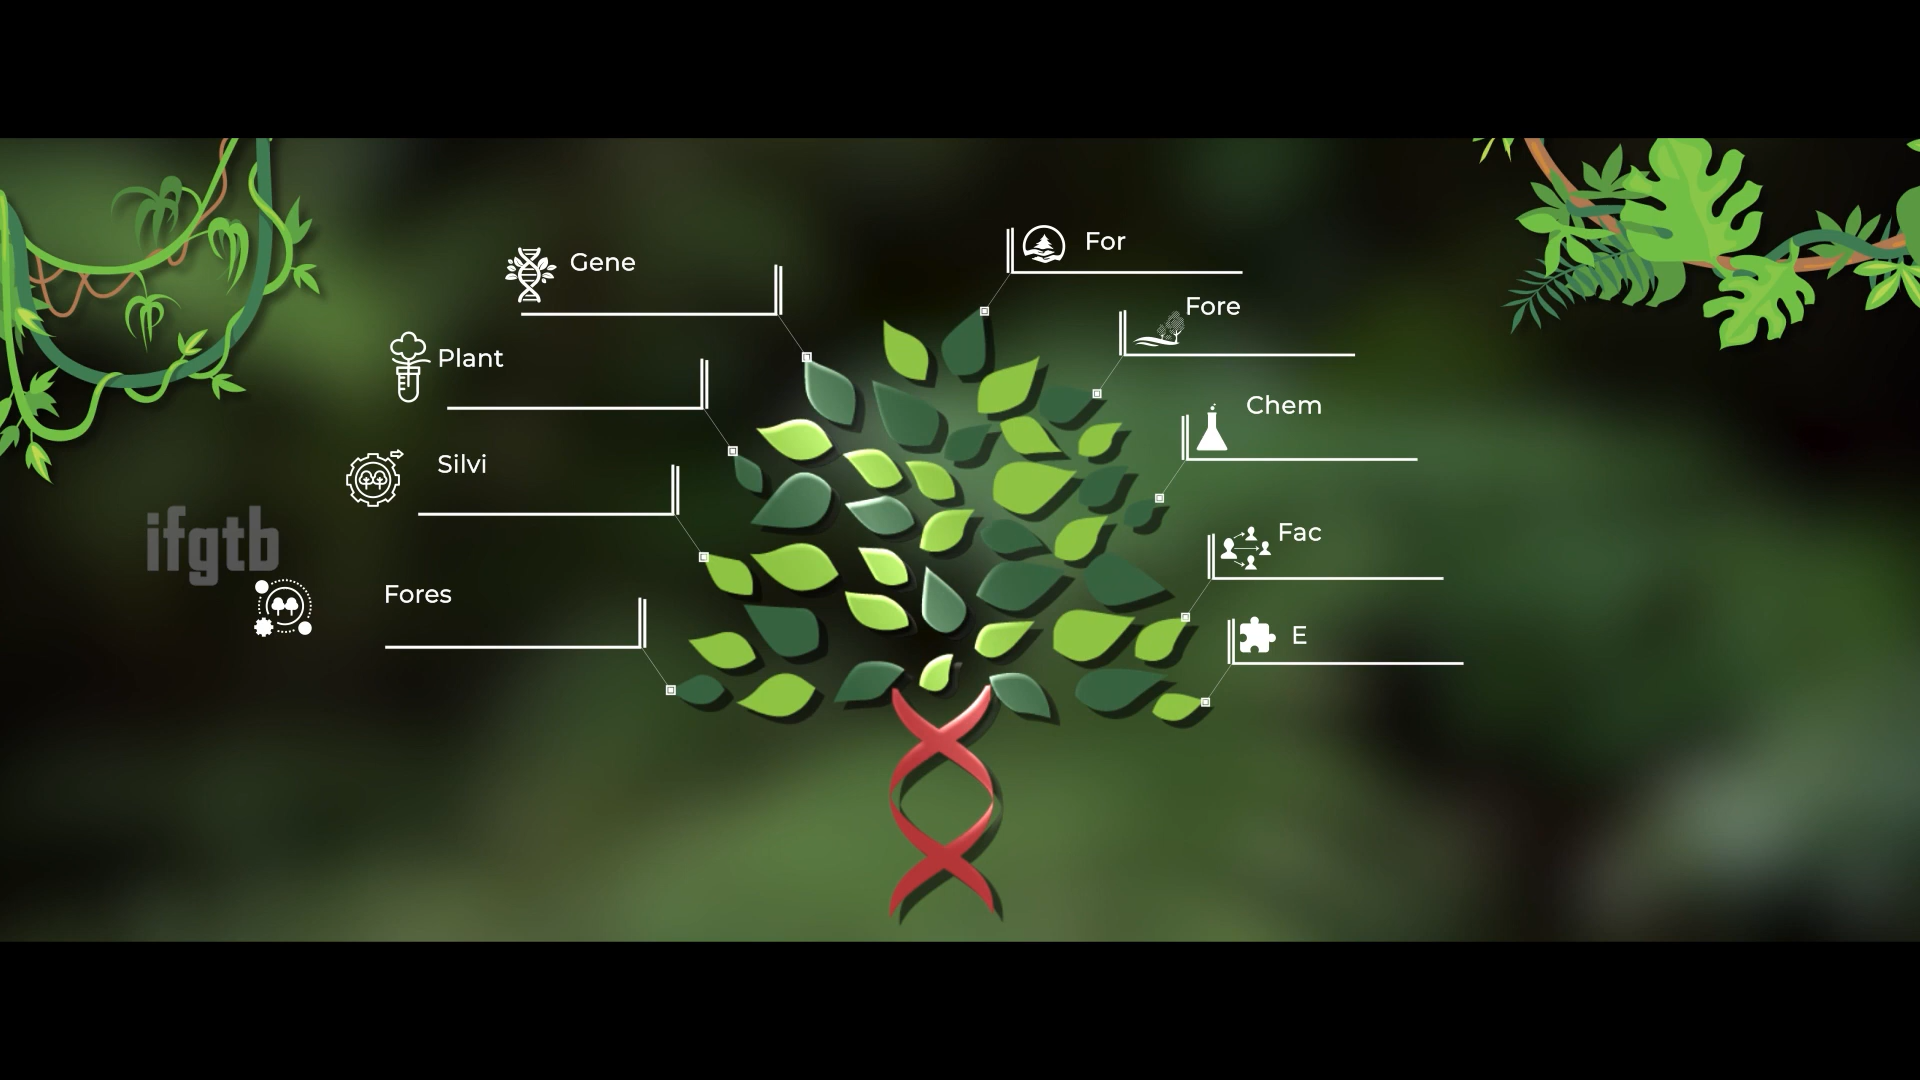 Gene
Plant
Silvi
ifgtb
Fores
For
Fore
Chem
Fac
E